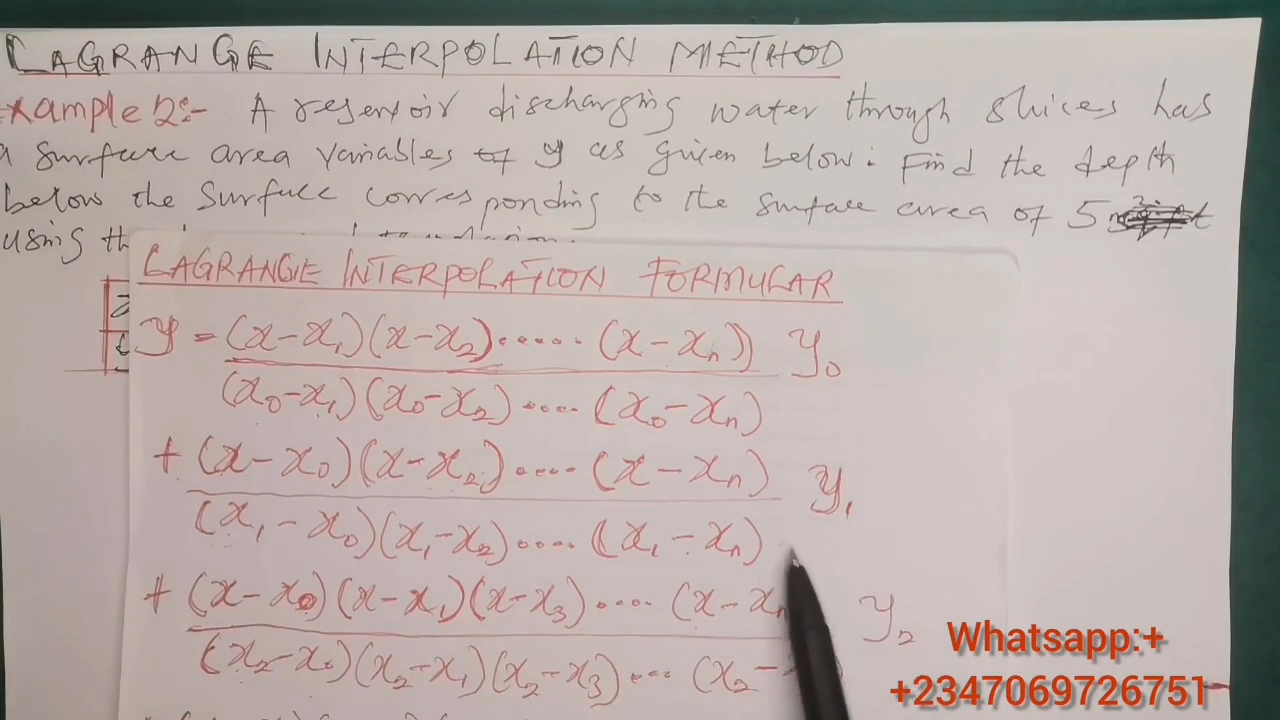 LAGRANGE INTERPOLATION METHOD
xample 2:- A reservoir discharging water through sluices has
a surface area variables of y as given below: Find the depth
below the surface corresponding to the surface area of 5
using th
LAGRANGE INTERPOLATION FORMULAR
y = (x-x₁)(x-x₂)..... (x-xₙ) y₀
(x₀-x₁)(x₀-x₂).... (x₀-xₙ)
+ (x-x₀)(x-x₂).... (x-xₙ) y₁
(x₁-x₀)(x₁-x₂).... (x₁-xₙ)
+ (x-x₀)(x-x₁)(x-x₃).... (x-xₙ y₂
(x₂-x₀)(x₂-x₁)(x₂-x₃)... (x₂-
Whatsapp:+
+2347069726751